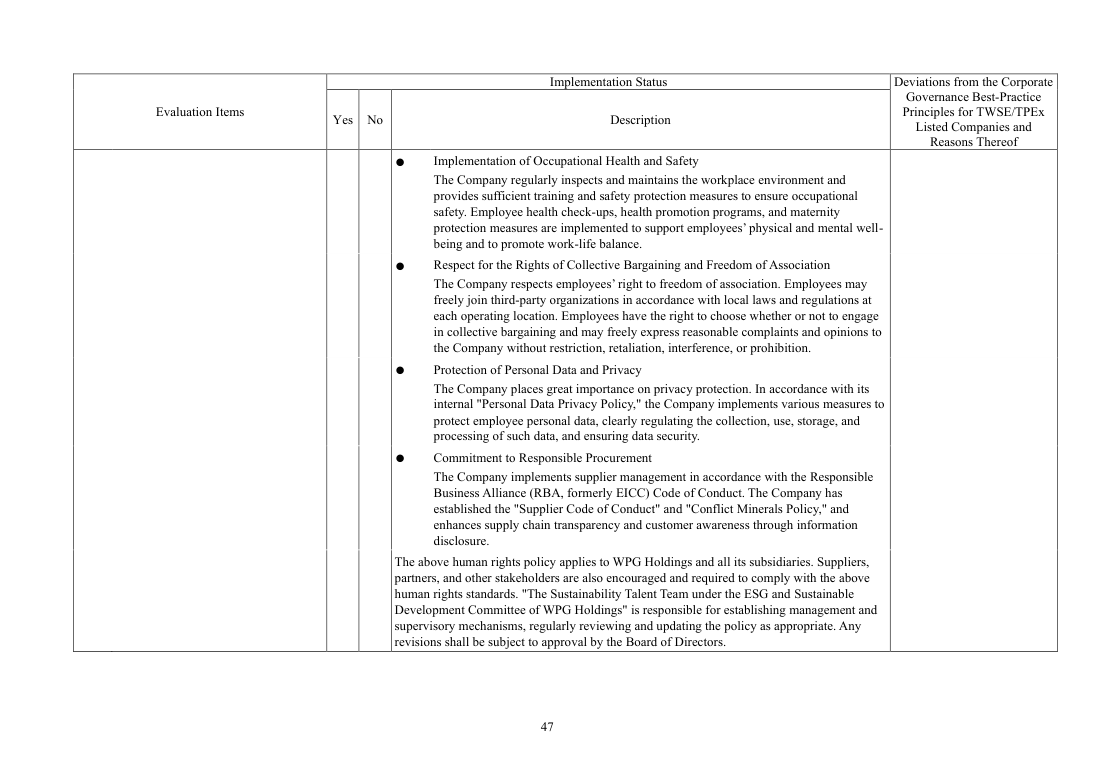 Evaluation Items
Implementation Status
Yes
No
Description
Deviations from the Corporate
Governance Best-Practice
Principles for TWSE/TPEx
Listed Companies and
Reasons Thereof
● Implementation of Occupational Health and Safety
The Company regularly inspects and maintains the workplace environment and
provides sufficient training and safety protection measures to ensure occupational
safety. Employee health check-ups, health promotion programs, and maternity
protection measures are implemented to support employees’ physical and mental well-
being and to promote work-life balance.
● Respect for the Rights of Collective Bargaining and Freedom of Association
The Company respects employees’ right to freedom of association. Employees may
freely join third-party organizations in accordance with local laws and regulations at
each operating location. Employees have the right to choose whether or not to engage
in collective bargaining and may freely express reasonable complaints and opinions to
the Company without restriction, retaliation, interference, or prohibition.
● Protection of Personal Data and Privacy
The Company places great importance on privacy protection. In accordance with its
internal "Personal Data Privacy Policy," the Company implements various measures to
protect employee personal data, clearly regulating the collection, use, storage, and
processing of such data, and ensuring data security.
● Commitment to Responsible Procurement
The Company implements supplier management in accordance with the Responsible
Business Alliance (RBA, formerly EICC) Code of Conduct. The Company has
established the "Supplier Code of Conduct" and "Conflict Minerals Policy," and
enhances supply chain transparency and customer awareness through information
disclosure.
The above human rights policy applies to WPG Holdings and all its subsidiaries. Suppliers,
partners, and other stakeholders are also encouraged and required to comply with the above
human rights standards. "The Sustainability Talent Team under the ESG and Sustainable
Development Committee of WPG Holdings" is responsible for establishing management and
supervisory mechanisms, regularly reviewing and updating the policy as appropriate. Any
revisions shall be subject to approval by the Board of Directors.
47